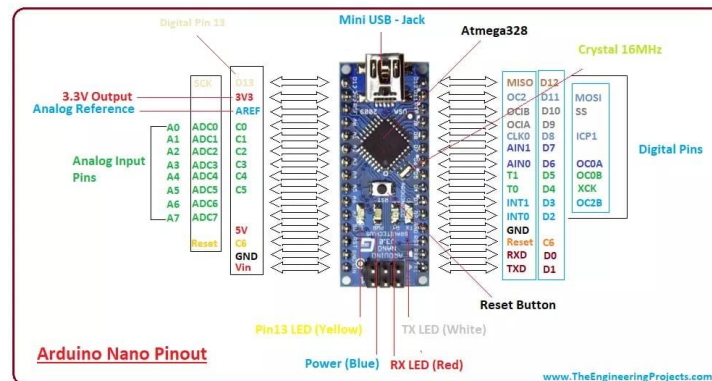 Mini USB - Jack
Digital Pin 13
Atmega328
Crystal 16MHz
SCK D13
3.3V Output 3V3
Analog Reference AREF
A0 ADC0 C0
A1 ADC1 C1
A2 ADC2 C2
A3 ADC3 C3
A4 ADC4 C4
A5 ADC5 C5
A6 ADC6
A7 ADC7
Analog Input
Pins
5V
Reset C6
GND
Vin
MISO D12
OC2 D11 MOSI
OCIB D10 SS
OCIA D9
CLK0 D8 ICP1
AIN1 D7
AIN0 D6 OC0A
T1 D5 OC0B
T0 D4 XCK
INT1 D3 OC2B
INT0 D2
GND
Reset C6
RXD D0
TXD D1
Digital Pins
Reset Button
Pin13 LED (Yellow)
TX LED (White)
Power (Blue)
RX LED (Red)
Arduino Nano Pinout
www.TheEngineeringProjects.com